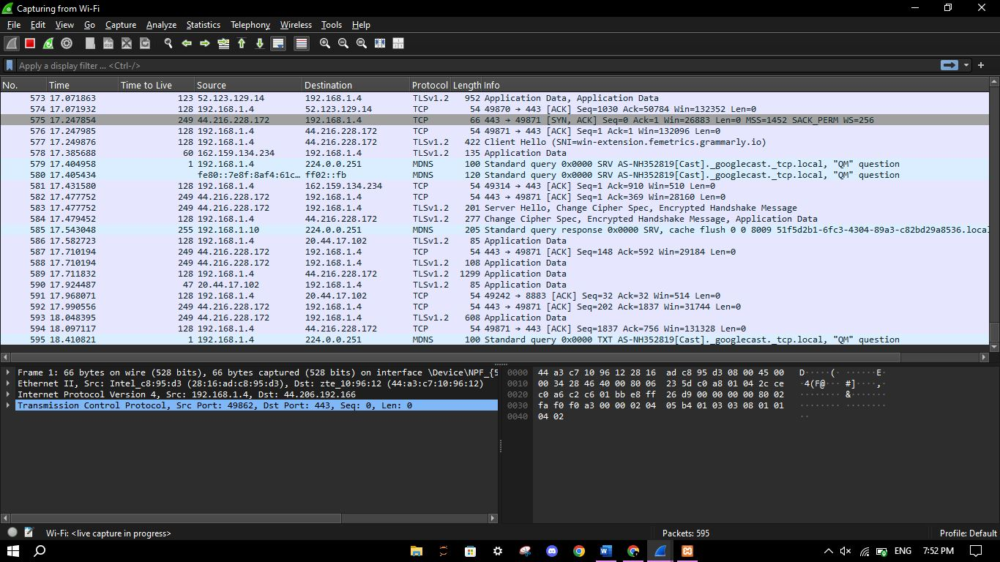 Capturing from Wi-Fi
File Edit View Go Capture Analyze Statistics Telephony Wireless Tools Help
Apply a display filter ... <Ctrl-/>
No. Time Time to Live Source Destination Protocol Length Info
573 17.071863 123 52.123.129.14 192.168.1.4 TLSv1.2 952 Application Data, Application Data
574 17.071932 128 192.168.1.4 52.123.129.14 TCP 54 49870 → 443 [ACK] Seq=1030 Ack=50784 Win=132352 Len=0
575 17.247854 249 44.216.228.172 192.168.1.4 TCP 66 443 → 49871 [SYN, ACK] Seq=0 Ack=1 Win=26883 Len=0 MSS=1452 SACK_PERM WS=256
576 17.247985 128 192.168.1.4 44.216.228.172 TCP 54 49871 → 443 [ACK] Seq=1 Ack=1 Win=132096 Len=0
577 17.249876 128 192.168.1.4 44.216.228.172 TLSv1.2 422 Client Hello (SNI=win-extension.femetrics.grammarly.io)
578 17.385688 60 162.159.134.234 192.168.1.4 TLSv1.2 135 Application Data
579 17.404958 1 192.168.1.4 224.0.0.251 MDNS 100 Standard query 0x0000 SRV AS-NH352819[Cast]._googlecast._tcp.local, "QM" question
580 17.405434 fe80::7e8f:8af4:61c… ff02::fb MDNS 120 Standard query 0x0000 SRV AS-NH352819[Cast]._googlecast._tcp.local, "QM" question
581 17.431580 128 192.168.1.4 162.159.134.234 TCP 54 49314 → 443 [ACK] Seq=1 Ack=910 Win=510 Len=0
582 17.477752 249 44.216.228.172 192.168.1.4 TCP 54 443 → 49871 [ACK] Seq=1 Ack=369 Win=28160 Len=0
583 17.477752 249 44.216.228.172 192.168.1.4 TLSv1.2 201 Server Hello, Change Cipher Spec, Encrypted Handshake Message
584 17.479452 128 192.168.1.4 44.216.228.172 TLSv1.2 277 Change Cipher Spec, Encrypted Handshake Message, Application Data
585 17.543048 255 192.168.1.10 224.0.0.251 MDNS 205 Standard query response 0x0000 SRV, cache flush 0 0 8009 51f5d2b1-6fc3-4304-89a3-c82bd29a8536.local
586 17.582723 128 192.168.1.4 20.44.17.102 TLSv1.2 85 Application Data
587 17.710194 249 44.216.228.172 192.168.1.4 TCP 54 443 → 49871 [ACK] Seq=148 Ack=592 Win=29184 Len=0
588 17.710194 249 44.216.228.172 192.168.1.4 TLSv1.2 108 Application Data
589 17.711832 128 192.168.1.4 44.216.228.172 TLSv1.2 1299 Application Data
590 17.924487 47 20.44.17.102 192.168.1.4 TLSv1.2 85 Application Data
591 17.968071 128 192.168.1.4 20.44.17.102 TCP 54 49242 → 8883 [ACK] Seq=32 Ack=32 Win=514 Len=0
592 17.990556 249 44.216.228.172 192.168.1.4 TCP 54 443 → 49871 [ACK] Seq=202 Ack=1837 Win=31744 Len=0
593 18.048395 249 44.216.228.172 192.168.1.4 TLSv1.2 608 Application Data
594 18.097117 128 192.168.1.4 44.216.228.172 TCP 54 49871 → 443 [ACK] Seq=1837 Ack=756 Win=131328 Len=0
595 18.410821 1 192.168.1.4 224.0.0.251 MDNS 100 Standard query 0x0000 TXT AS-NH352819[Cast]._googlecast._tcp.local, "QM" question
Frame 1: 66 bytes on wire (528 bits), 66 bytes captured (528 bits) on interface \Device\NPF_{5
Ethernet II, Src: Intel_c8:95:d3 (28:16:ad:c8:95:d3), Dst: zte_10:96:12 (44:a3:c7:10:96:12)
Internet Protocol Version 4, Src: 192.168.1.4, Dst: 44.206.192.166
Transmission Control Protocol, Src Port: 49862, Dst Port: 443, Seq: 0, Len: 0
0000 44 a3 c7 10 96 12 28 16 ad c8 95 d3 08 00 45 00 D·····(· ······E·
0010 00 34 28 46 40 00 80 06 23 5d c0 a8 01 04 2c ce ·4(F@··· #]····,·
0020 c0 a6 c2 c6 01 bb e8 ff 26 d9 00 00 00 00 80 02 ········ &·······
0030 fa f0 f0 a3 00 00 02 04 05 b4 01 03 03 08 01 01 ········ ········
0040 04 02 ··
Wi-Fi: <live capture in progress> Packets: 595 Profile: Default
ENG 7:52 PM